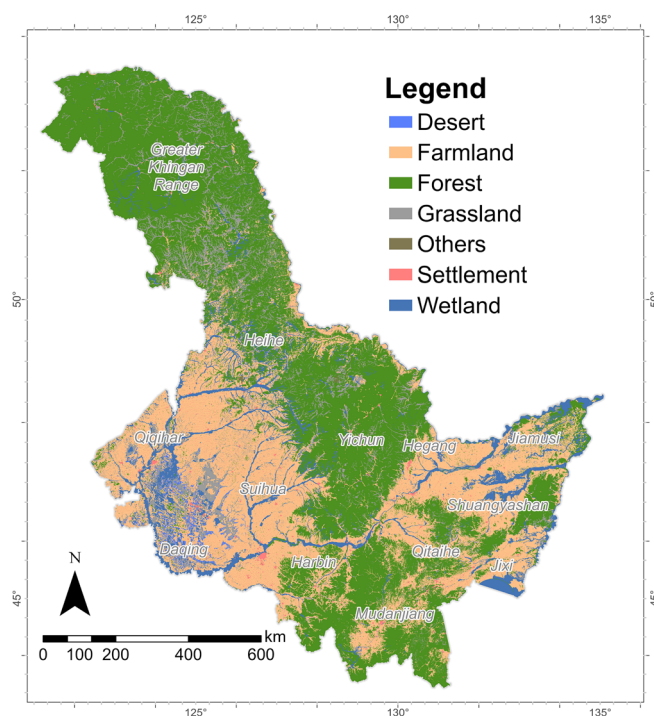 125° 130° 135°
Legend
Desert
Farmland
Forest
Grassland
Others
Settlement
Wetland
Greater
Khingan
Range
50° 50°
Heihe
Qiqihar
Yichun
Hegang
Jiamusi
Suihua
Shuangyashan
Daqing
Harbin
Qitaihe
Jixi
Mudanjiang
N
45° 45°
km
0 100 200 400 600
125° 130° 135°